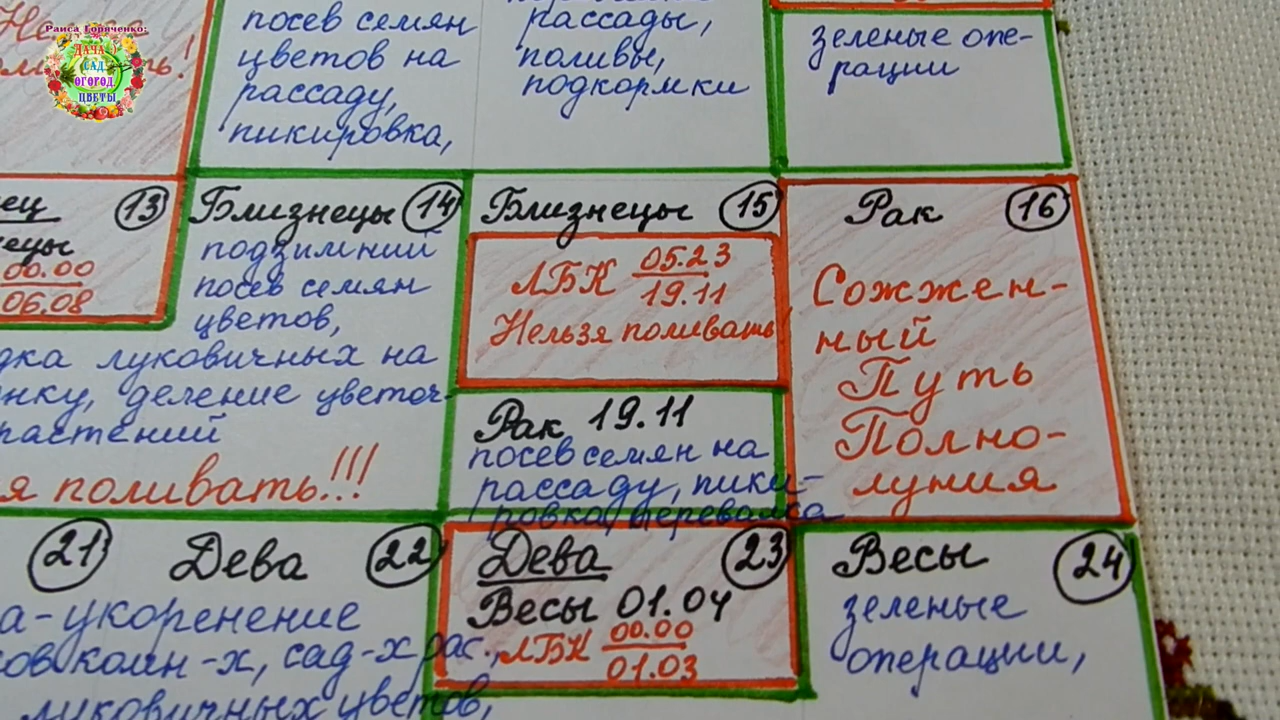 Раиса Горяченко:
ДАЧА
САД
ОГОРОД
ЦВЕТЫ
посев семян
цветов на
рассаду,
пикировка,
рассады,
поливы,
подкормки
зеленые опе-
рации
13
00.00
06.08
Близнецы 14
подзимний
посев семян
цветов,
луковичных на
деление цветоч-
поливать!!!
Близнецы 15
ЛБК 05.23
19.11
Нельзя поливать
Рак 19.11
посев семян на
рассаду, пики-
ровка, перевалка
Рак 16
Сожжен-
ный
Путь
Полно-
луния
21 Дева 22
а-укоренение
комн-х, сад-х рас.,
луковичных цветов,
Дева 23
Весы 01.04
ЛБК 00.00
01.03
Весы 24
зеленые
операции,